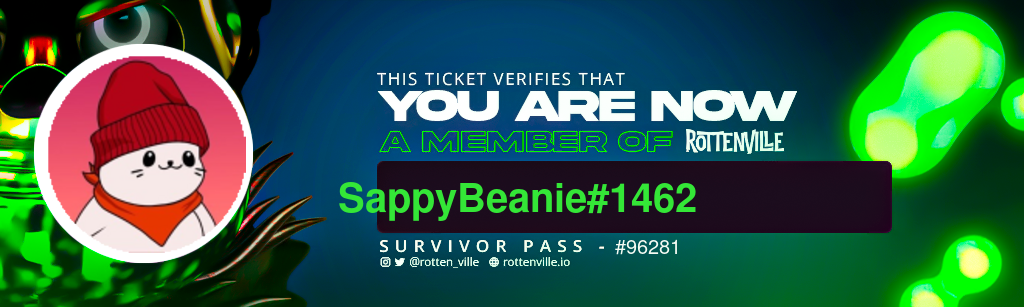 THIS TICKET VERIFIES THAT
YOU ARE NOW
A MEMBER OF ROTTENVILLE
SappyBeanie#1462
SURVIVOR PASS - #96281
@rotten_ville rottenville.io